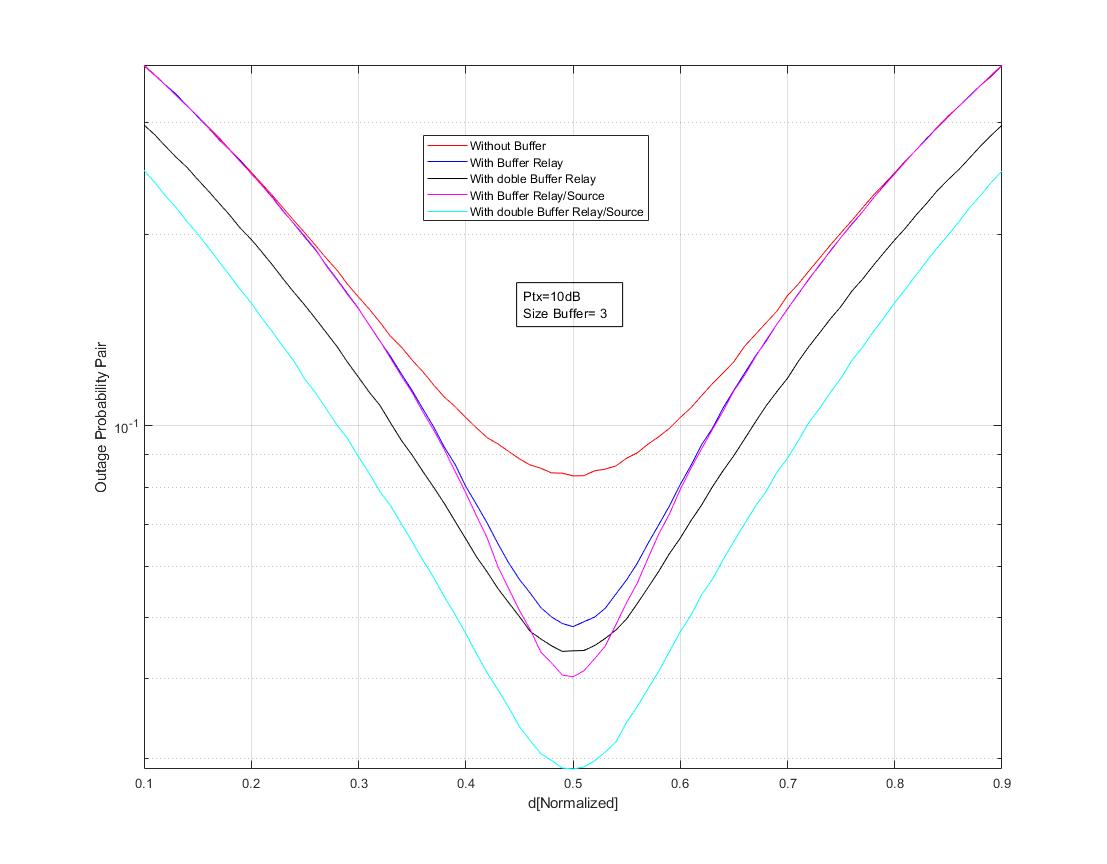 Without Buffer
With Buffer Relay
With doble Buffer Relay
With Buffer Relay/Source
With double Buffer Relay/Source
Ptx=10dB
Size Buffer= 3
Outage Probability Pair
10-1
0.1 0.2 0.3 0.4 0.5 0.6 0.7 0.8 0.9
d[Normalized]